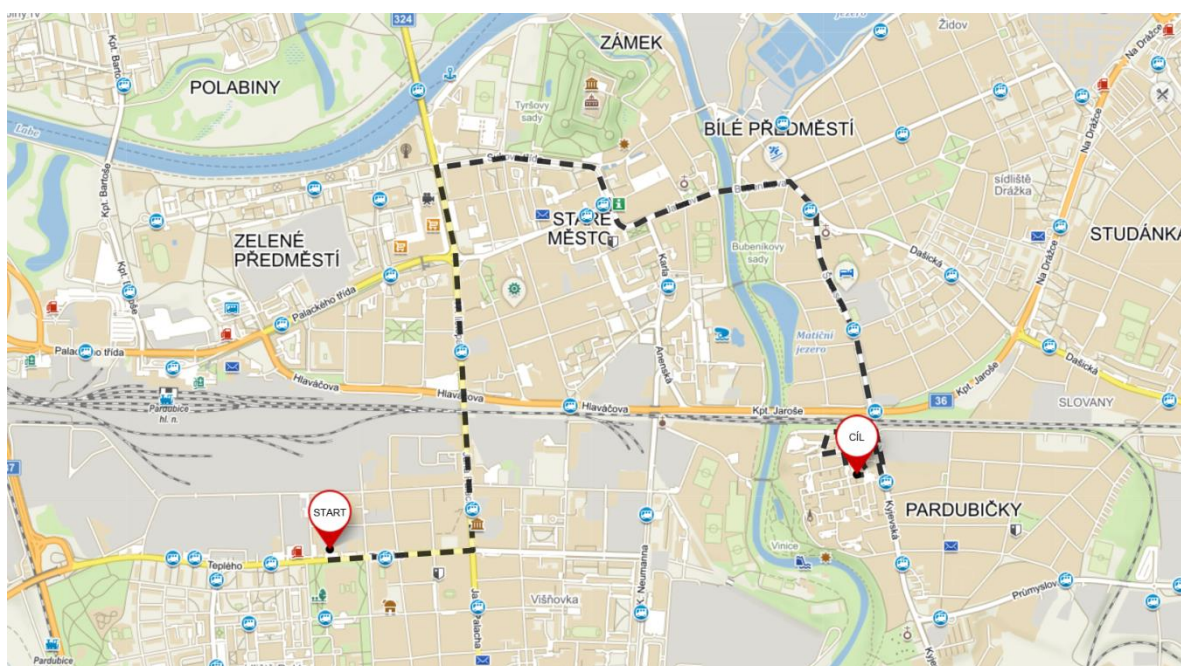 324
ZÁMEK
Židov
Na Drážce
Kpt. Bartoše
POLABINY
Tyršovy
sady
Labe
BÍLÉ PŘEDMĚSTÍ
Na Drážce
sídliště
Drážka
Kpt. Bartoše
STARÉ
MĚSTO
STUDÁNKA
ZELENÉ
PŘEDMĚSTÍ
Bubeníkovy
sady
Karla
Dašická
Na Drážce
Palackého třída
Matiční
jezero
Palackého třída
Anenská
Dašická
Hlaváčova
Hlaváčova
Hlaváčova
Kpt. Jaroše
Kpt. Jaroše
36
SLOVANY
Pardubice
hl. n.
CÍL
START
PARDUBIČKY
Kyjevská
Teplého
Vinice
K. Neumanna
Višňovka
Průmyslov
Palacha
Pardubice